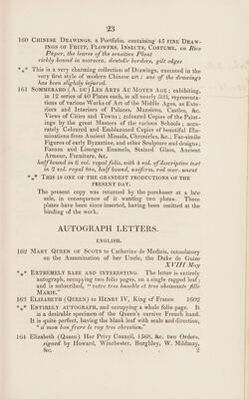 23
160 CHINESE DRAWINGS, a Portfolio, containing 45 FINE DRAW-
INGS OF FRUIT, FLOWERS, INSECTS, COSTUME, on Rice
Paper, the leaves of the sensitive Plant
richly bound in morocco, dentelle borders, gilt edges
*** This is a very charming collection of Drawings, executed in the
very first style of modern Chinese art: one of the drawings
has been slightly injured.
161 SOMMERARD (A. DU) LES ARTS AU MOYEN AGE; exhibiting,
in 12 series of 40 Plates each, in all nearly 500, representa-
tions of various Works of Art of the Middle Ages, as Exte-
riors and Interiors of Palaces, Mansions, Castles, &c.
Views of Cities and Towns; coloured Copies of the Paint-
ings by the great Masters of the various Schools; accu-
rately Coloured and Emblazoned Copies of beautiful Illu-
minations from Ancient Missals, Chronicles, &c.; Fac-simile
Figures of early Byzantine, and other Sculpture and designs;
Faenza and Limoges Enamels, Stained Glass, Ancient
Armour, Furniture, &c.
half bound in 6 vol. royal folio, with 5 vol. of descriptive text
in 2 vol. royal 8vo, half bound, uniform, red mor. uncut
*** THIS IS ONE OF THE GRANDEST PRODUCTIONS OF THE
PRESENT DAY.
The present copy was returned by the purchaser at a late
sale, in consequence of it wanting two plates. These
plates have been since inserted, having been omitted at the
binding of the work.
AUTOGRAPH LETTERS.
ENGLISH.
162 MARY QUEEN OF SCOTS to Catherine de Medicis, consolatory
on the Assassination of her Uncle, the Duke de Guise
XVIII May
*** EXTREMELY RARE AND INTERESTING. The letter is entirely
autograph, occupying two folio pages, on a single ragged leaf;
and is subscribed, "votre tres humble et tres obeissante fille
MARIE."
163 ELIZABETH (QUEEN) to HENRY IV, King of France 1602
*** ENTIRELY AUTOGRAPH, and occupying a whole folio page. It
is a desirable specimen of the Queen's cursive French hand.
It is quite perfect, having the blank leaf with seals and direction,
"a mon bon frere le roy tres chrestien."
164 Elizabeth (Queen) Her Privy Council, 1568, &c. two Orders,
signed by Howard, Winchester, Burghley, W. Mildmay,
&c. 2